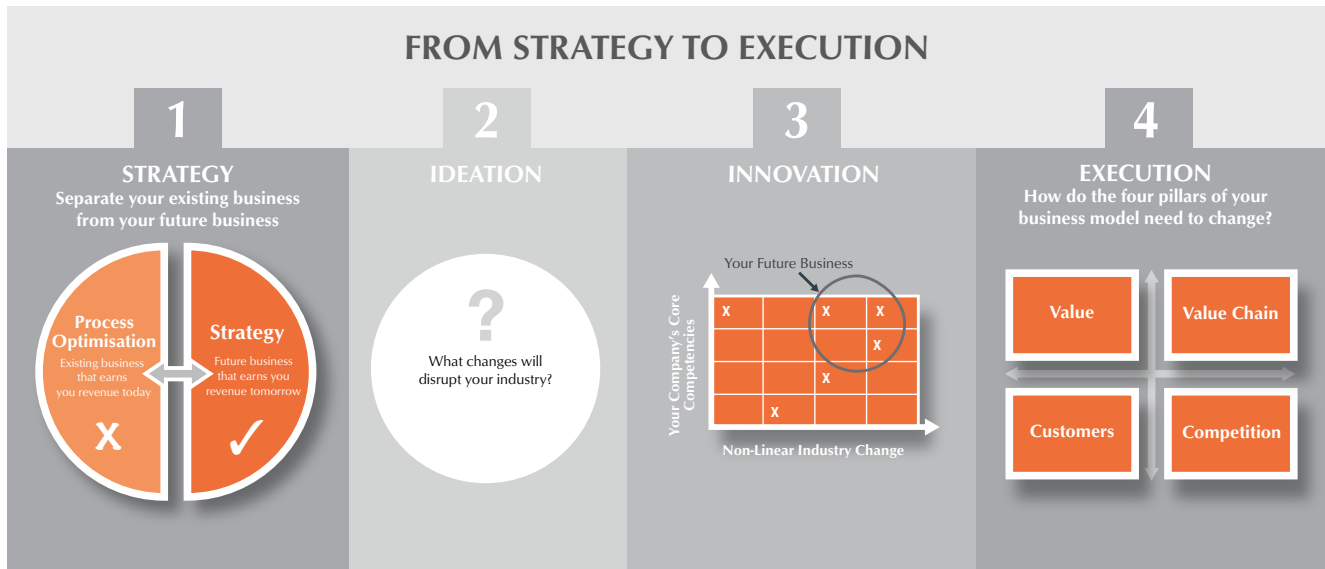 FROM STRATEGY TO EXECUTION
1
STRATEGY
Separate your existing business
from your future business
Process
Optimisation
Existing business
that earns
you revenue today
X
Strategy
Future business
that earns you
revenue tomorrow
✓
2
IDEATION
?
What changes will
disrupt your industry?
3
INNOVATION
Your Future Business
Your Company's Core
Competencies
X X X
X
X
X
Non-Linear Industry Change
4
EXECUTION
How do the four pillars of your
business model need to change?
Value
Value Chain
Customers
Competition